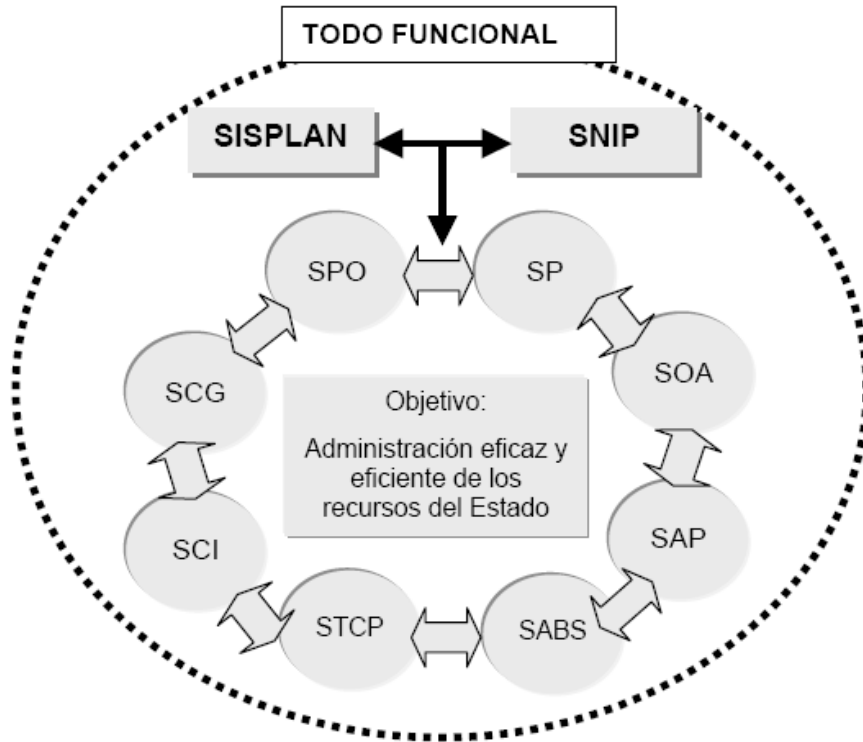 TODO FUNCIONAL
SISPLAN
SNIP
SPO
SP
SCG
SOA
Objetivo:
Administración eficaz y
eficiente de los
recursos del Estado
SCI
SAP
STCP
SABS